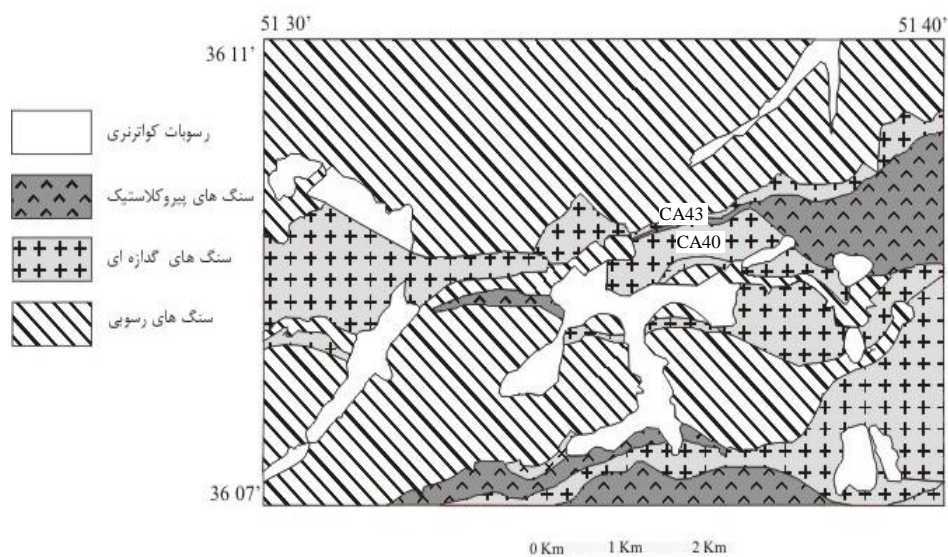 51 30’
51 40’
36 11’
رسوبات کواترنری
سنگ های پیروکلاستیک
سنگ های گدازه ای
سنگ های رسوبی
CA43
CA40
36 07’
0 Km 1 Km 2 Km